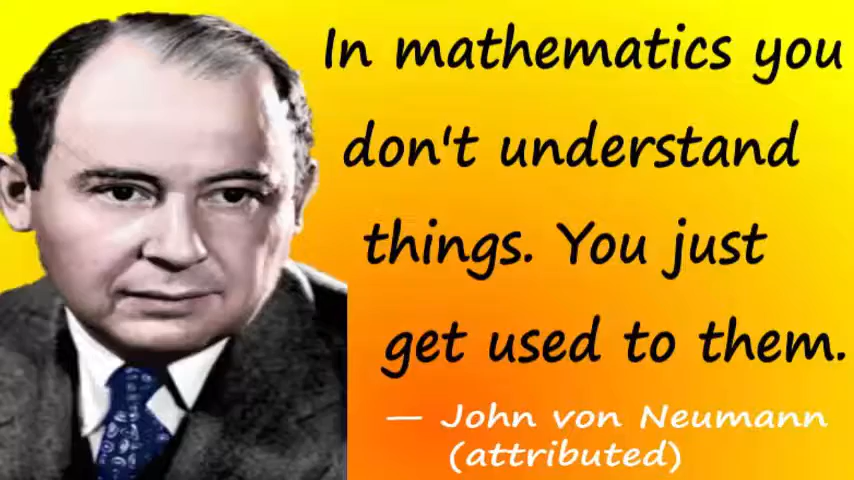 In mathematics you
don't understand
things. You just
get used to them.
— John von Neumann
(attributed)